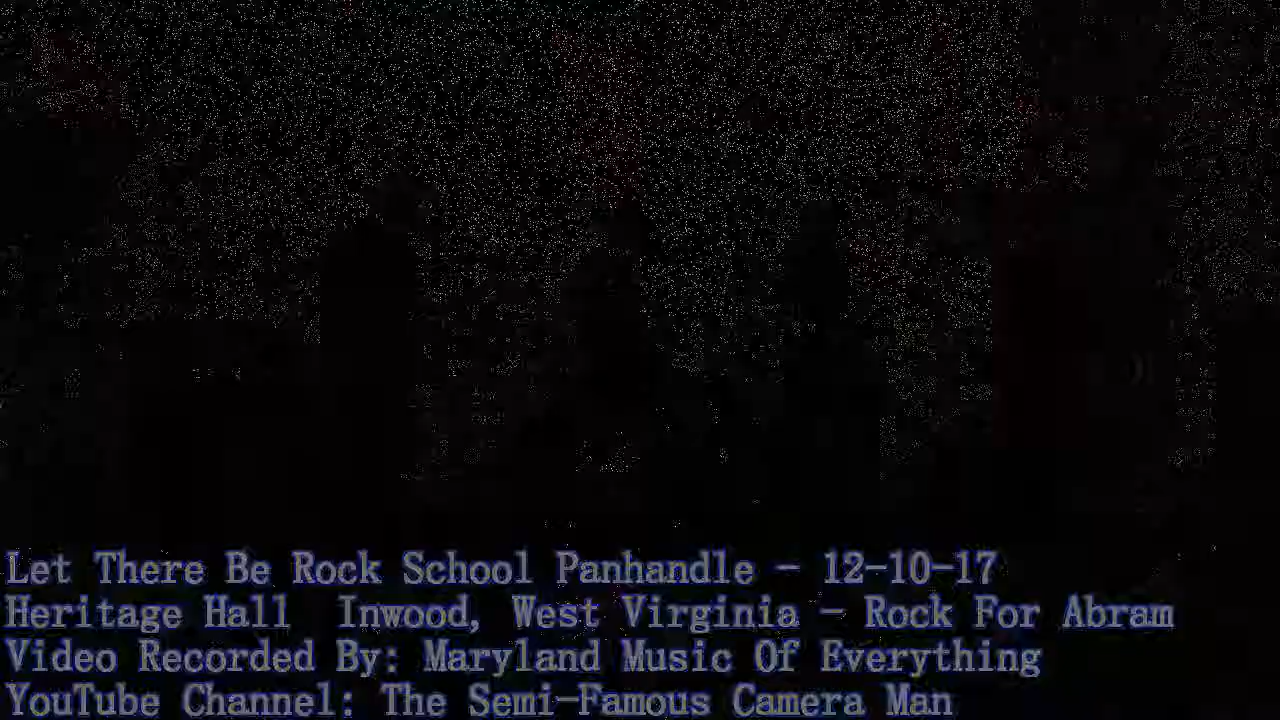 Let There Be Rock School Panhandle - 12-10-17
Heritage Hall  Inwood, West Virginia - Rock For Abram
Video Recorded By: Maryland Music Of Everything
YouTube Channel: The Semi-Famous Camera Man